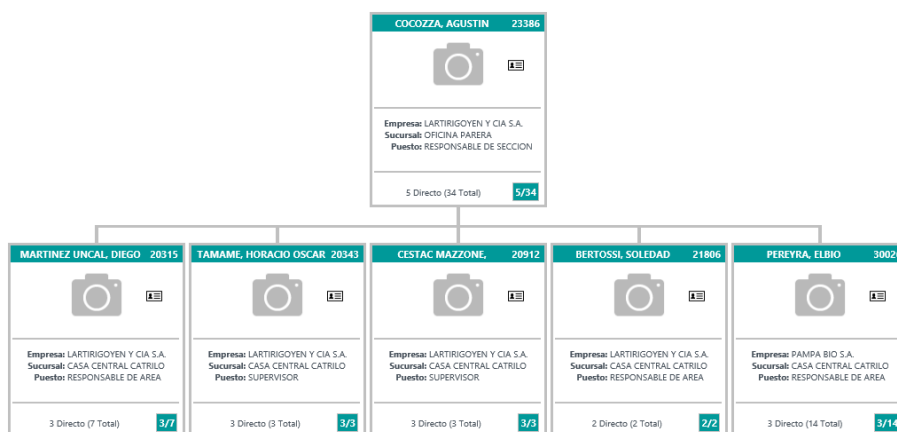 COCOZZA, AGUSTIN 23386
Empresa: LARTIRIGOYEN Y CIA S.A.
Sucursal: OFICINA PARERA
Puesto: RESPONSABLE DE SECCION
5 Directo (34 Total) 5/34
MARTINEZ UNCAL, DIEGO 20315
Empresa: LARTIRIGOYEN Y CIA S.A.
Sucursal: CASA CENTRAL CATRILO
Puesto: RESPONSABLE DE AREA
3 Directo (7 Total) 3/7
TAMAME, HORACIO OSCAR 20343
Empresa: LARTIRIGOYEN Y CIA S.A.
Sucursal: CASA CENTRAL CATRILO
Puesto: SUPERVISOR
3 Directo (3 Total) 3/3
CESTAC MAZZONE, 20912
Empresa: LARTIRIGOYEN Y CIA S.A.
Sucursal: CASA CENTRAL CATRILO
Puesto: SUPERVISOR
3 Directo (3 Total) 3/3
BERTOSSI, SOLEDAD 21806
Empresa: LARTIRIGOYEN Y CIA S.A.
Sucursal: CASA CENTRAL CATRILO
Puesto: RESPONSABLE DE AREA
2 Directo (2 Total) 2/2
PEREYRA, ELBIO
Empresa: PAMPA BIO S.A.
Sucursal: CASA CENTRAL CATRILO
Puesto: RESPONSABLE DE AREA
3 Directo (14 Total) 3/14